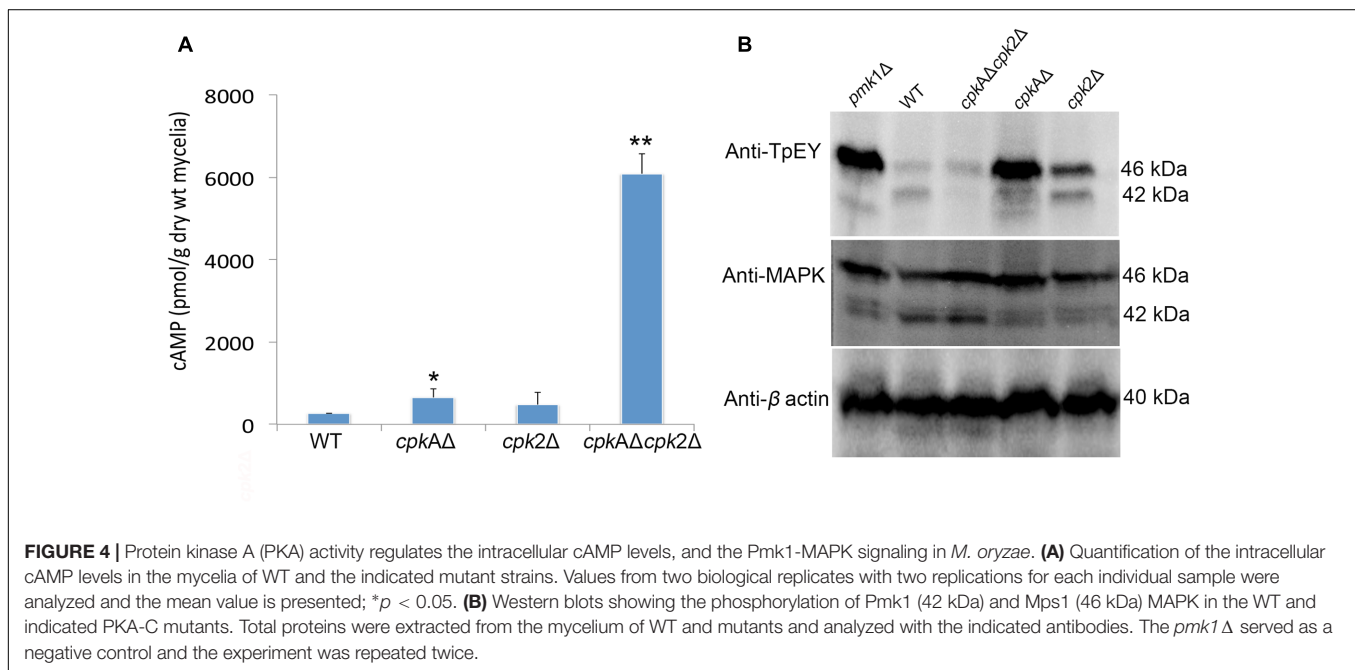 A
8000
6000
4000
2000
0
cAMP (pmol/g dry wt mycelia)
*
**
WT
cpkAΔ
cpk2Δ
cpkAΔcpk2Δ
cpk2Δ
B
pmk1Δ
WT
cpkAΔcpk2Δ
cpkAΔ
cpk2Δ
Anti-TpEY
46 kDa
42 kDa
Anti-MAPK
46 kDa
42 kDa
Anti-β actin
40 kDa
FIGURE 4 | Protein kinase A (PKA) activity regulates the intracellular cAMP levels, and the Pmk1-MAPK signaling in M. oryzae. (A) Quantification of the intracellular
cAMP levels in the mycelia of WT and the indicated mutant strains. Values from two biological replicates with two replications for each individual sample were
analyzed and the mean value is presented; *p < 0.05. (B) Western blots showing the phosphorylation of Pmk1 (42 kDa) and Mps1 (46 kDa) MAPK in the WT and
indicated PKA-C mutants. Total proteins were extracted from the mycelium of WT and mutants and analyzed with the indicated antibodies. The pmk1Δ served as a
negative control and the experiment was repeated twice.